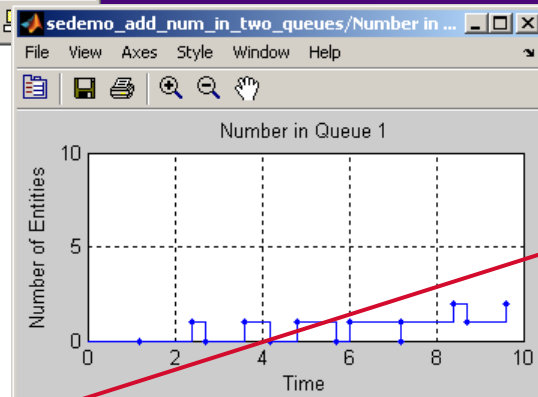 sedemo_add_num_in_two_queues/Number in ...
File View Axes Style Window Help
Number in Queue 1
Number of Entities
10
5
0
0 2 4 6 8 10
Time